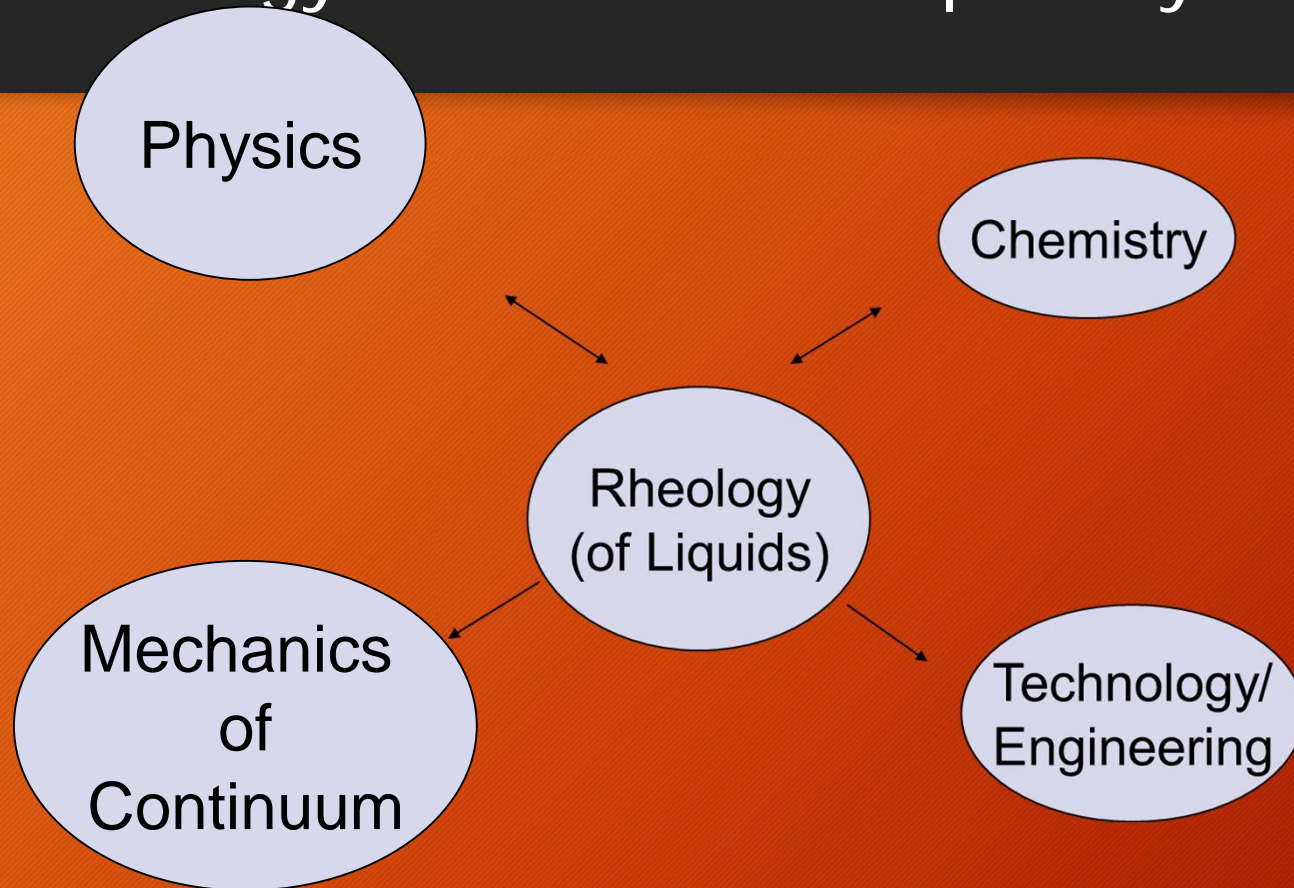 Physics
Chemistry
Rheology
(of Liquids)
Mechanics
of
Continuum
Technology/
Engineering